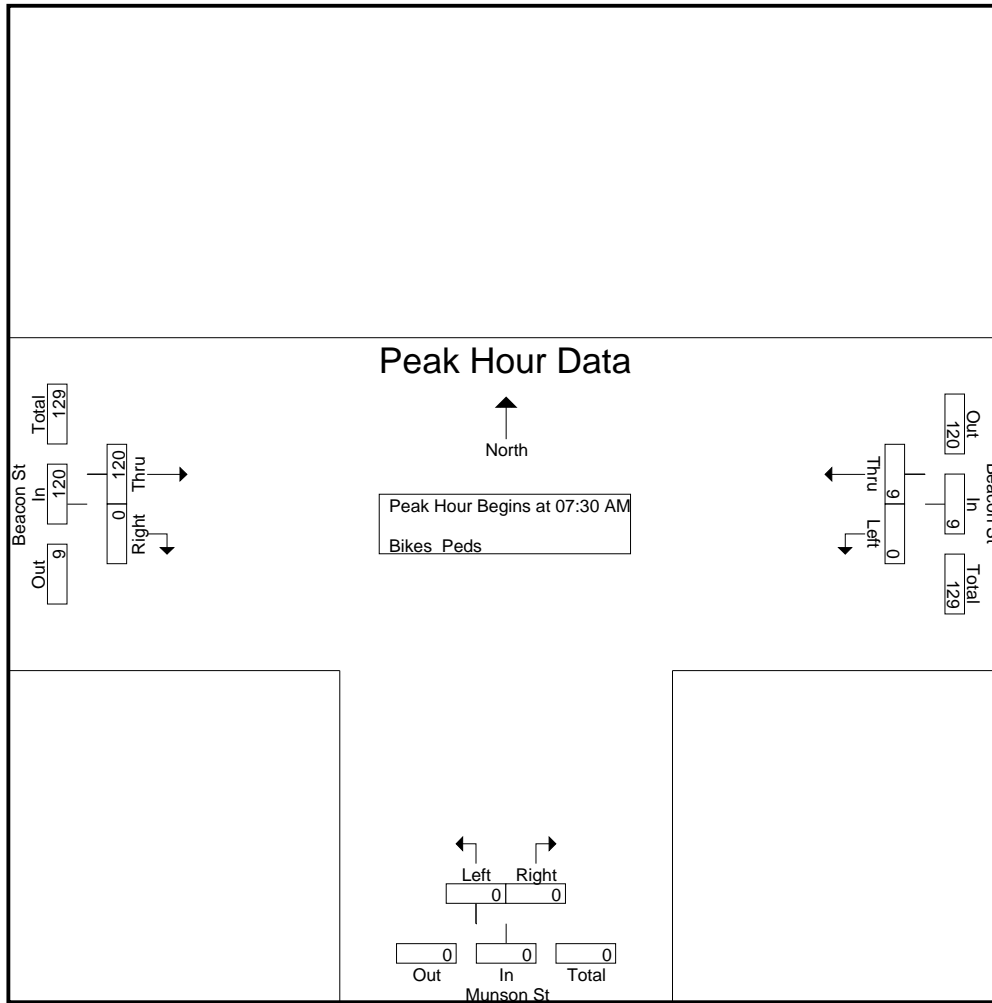 Peak Hour Data
North
Peak Hour Begins at 07:30 AM
Bikes Peds
Beacon St
Total
129
In
120
Out
9
Thru
120
Right
0
Beacon St
Out
120
In
9
Total
129
Thru
9
Left
0
Left Right
0 0
0 0 0
Out In Total
Munson St